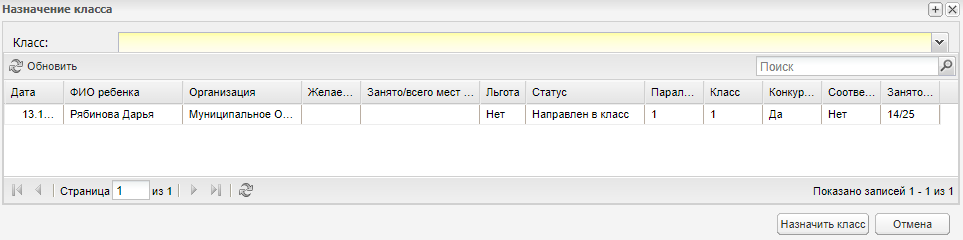 Назначение класса
Класс:
Обновить Поиск
Дата ФИО ребенка Организация Желае... Занято/всего мест ... Льгота Статус Парал... Класс Конкур... Соотве... Занято...
13.1... Рябинова Дарья Муниципальное О... Нет Направлен в класс 1 1 Да Нет 14/25
Страница 1 из 1 Показано записей 1 - 1 из 1
Назначить класс Отмена